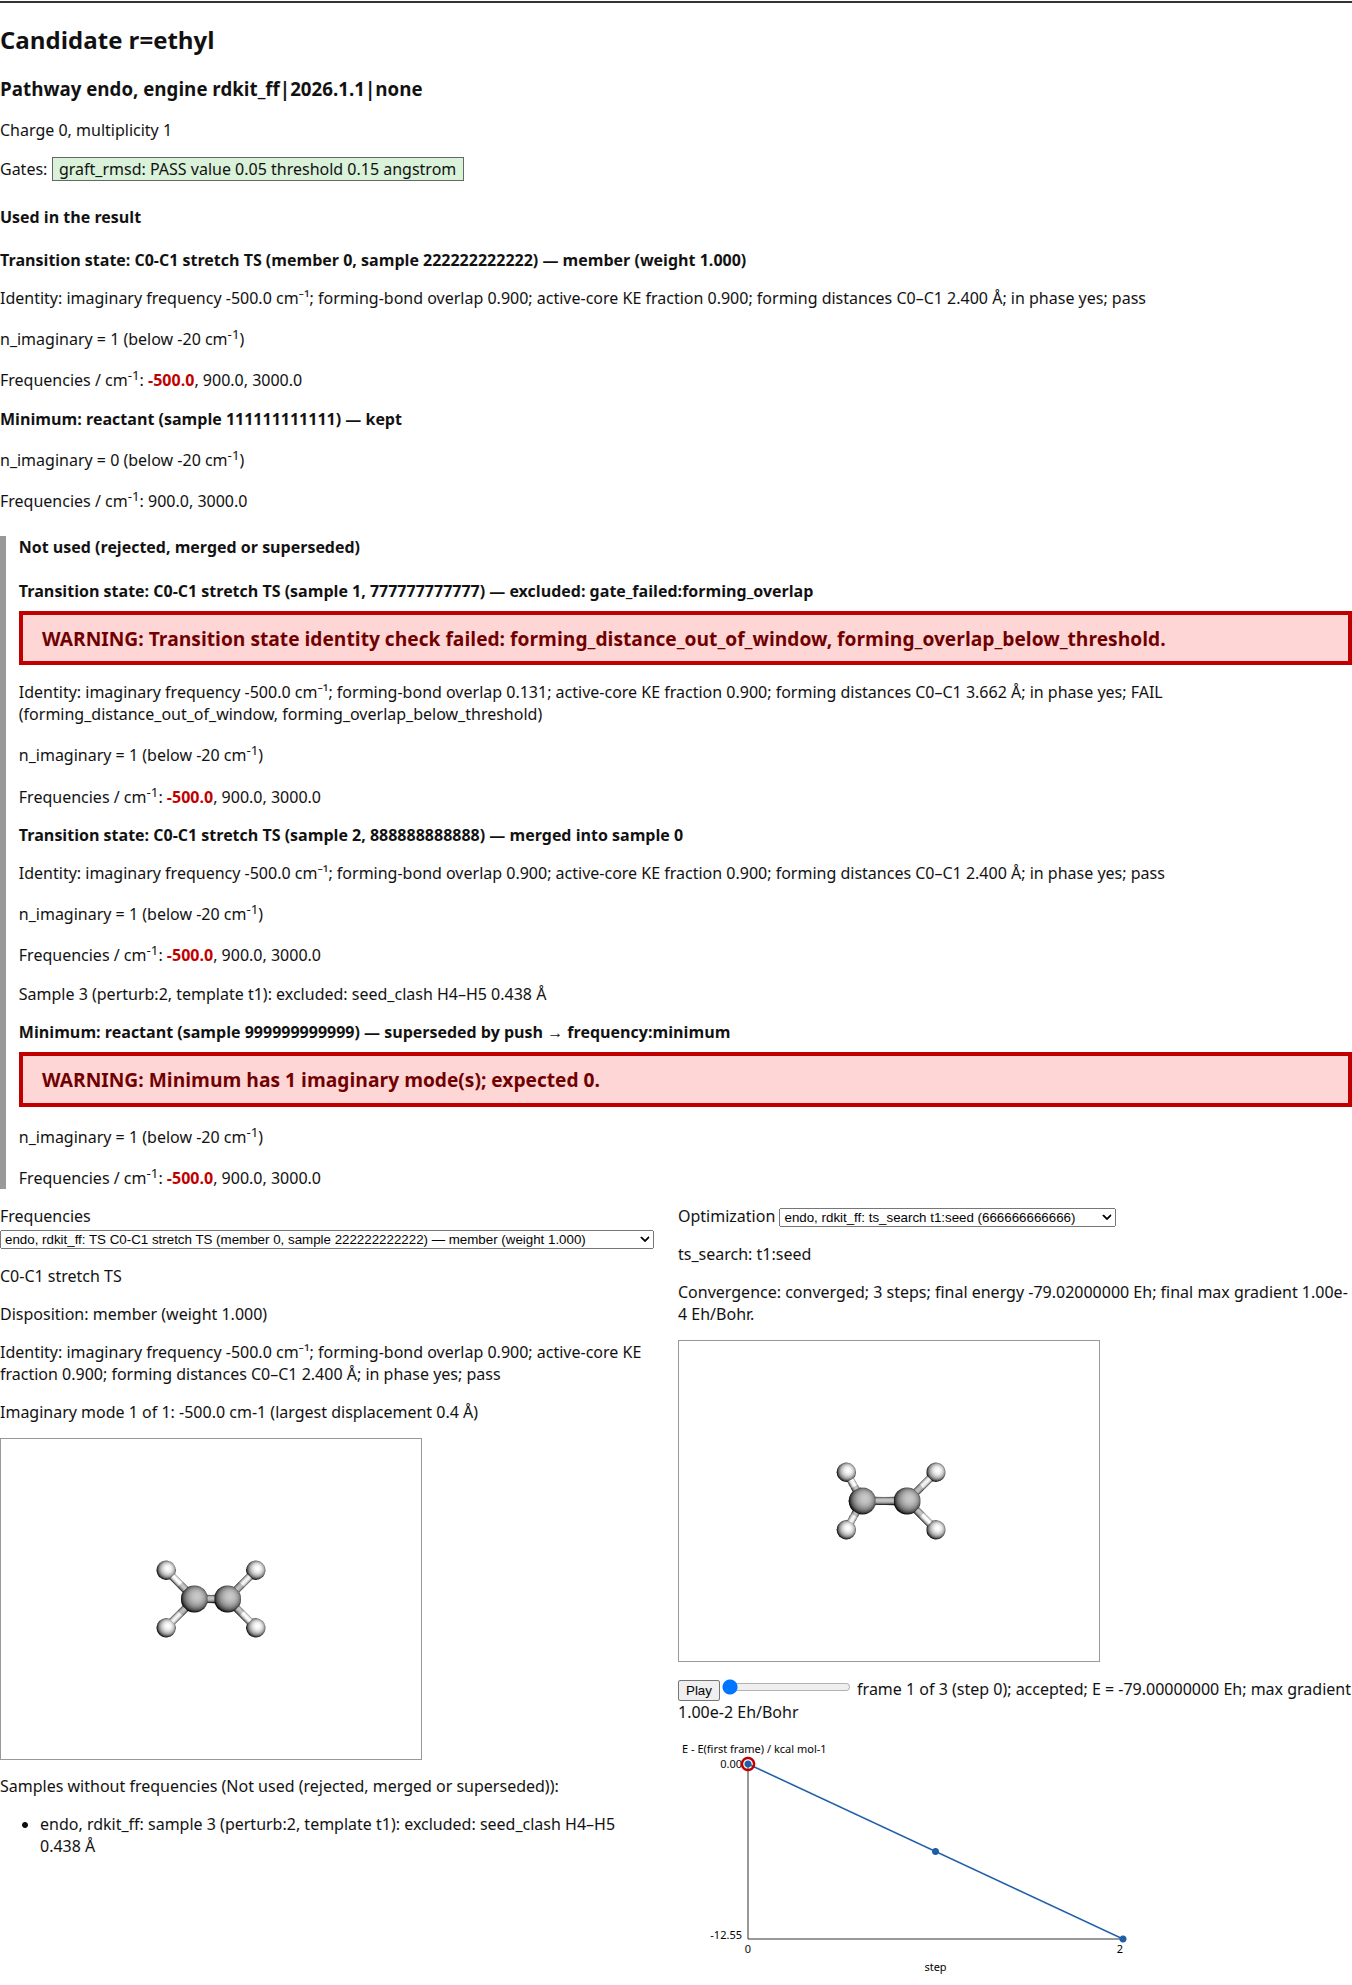 Candidate r=ethyl
Pathway endo, engine rdkit_ff|2026.1.1|none
Charge 0, multiplicity 1
Gates: graft_rmsd: PASS value 0.05 threshold 0.15 angstrom
Used in the result
Transition state: C0-C1 stretch TS (member 0, sample 222222222222) — member (weight 1.000)
Identity: imaginary frequency -500.0 cm⁻¹; forming-bond overlap 0.900; active-core KE fraction 0.900; forming distances C0–C1 2.400 Å; in phase yes; pass
n_imaginary = 1 (below -20 cm-1)
Frequencies / cm-1: -500.0, 900.0, 3000.0
Minimum: reactant (sample 111111111111) — kept
n_imaginary = 0 (below -20 cm-1)
Frequencies / cm-1: 900.0, 3000.0
Not used (rejected, merged or superseded)
Transition state: C0-C1 stretch TS (sample 1, 777777777777) — excluded: gate_failed:forming_overlap
WARNING: Transition state identity check failed: forming_distance_out_of_window, forming_overlap_below_threshold.
Identity: imaginary frequency -500.0 cm⁻¹; forming-bond overlap 0.131; active-core KE fraction 0.900; forming distances C0–C1 3.662 Å; in phase yes; FAIL
(forming_distance_out_of_window, forming_overlap_below_threshold)
n_imaginary = 1 (below -20 cm-1)
Frequencies / cm-1: -500.0, 900.0, 3000.0
Transition state: C0-C1 stretch TS (sample 2, 888888888888) — merged into sample 0
Identity: imaginary frequency -500.0 cm⁻¹; forming-bond overlap 0.900; active-core KE fraction 0.900; forming distances C0–C1 2.400 Å; in phase yes; pass
n_imaginary = 1 (below -20 cm-1)
Frequencies / cm-1: -500.0, 900.0, 3000.0
Sample 3 (perturb:2, template t1): excluded: seed_clash H4–H5 0.438 Å
Minimum: reactant (sample 999999999999) — superseded by push → frequency:minimum
WARNING: Minimum has 1 imaginary mode(s); expected 0.
n_imaginary = 1 (below -20 cm-1)
Frequencies / cm-1: -500.0, 900.0, 3000.0
Frequencies
endo, rdkit_ff: TS C0-C1 stretch TS (member 0, sample 222222222222) — member (weight 1.000)
C0-C1 stretch TS
Disposition: member (weight 1.000)
Identity: imaginary frequency -500.0 cm⁻¹; forming-bond overlap 0.900; active-core KE
fraction 0.900; forming distances C0–C1 2.400 Å; in phase yes; pass
Imaginary mode 1 of 1: -500.0 cm-1 (largest displacement 0.4 Å)
Samples without frequencies (Not used (rejected, merged or superseded)):
• endo, rdkit_ff: sample 3 (perturb:2, template t1): excluded: seed_clash H4–H5
0.438 Å
Optimization endo, rdkit_ff: ts_search t1:seed (666666666666)
ts_search: t1:seed
Convergence: converged; 3 steps; final energy -79.02000000 Eh; final max gradient 1.00e-
4 Eh/Bohr.
Play frame 1 of 3 (step 0); accepted; E = -79.00000000 Eh; max gradient
1.00e-2 Eh/Bohr
E - E(first frame) / kcal mol-1
0.00
-12.55
0 2
step